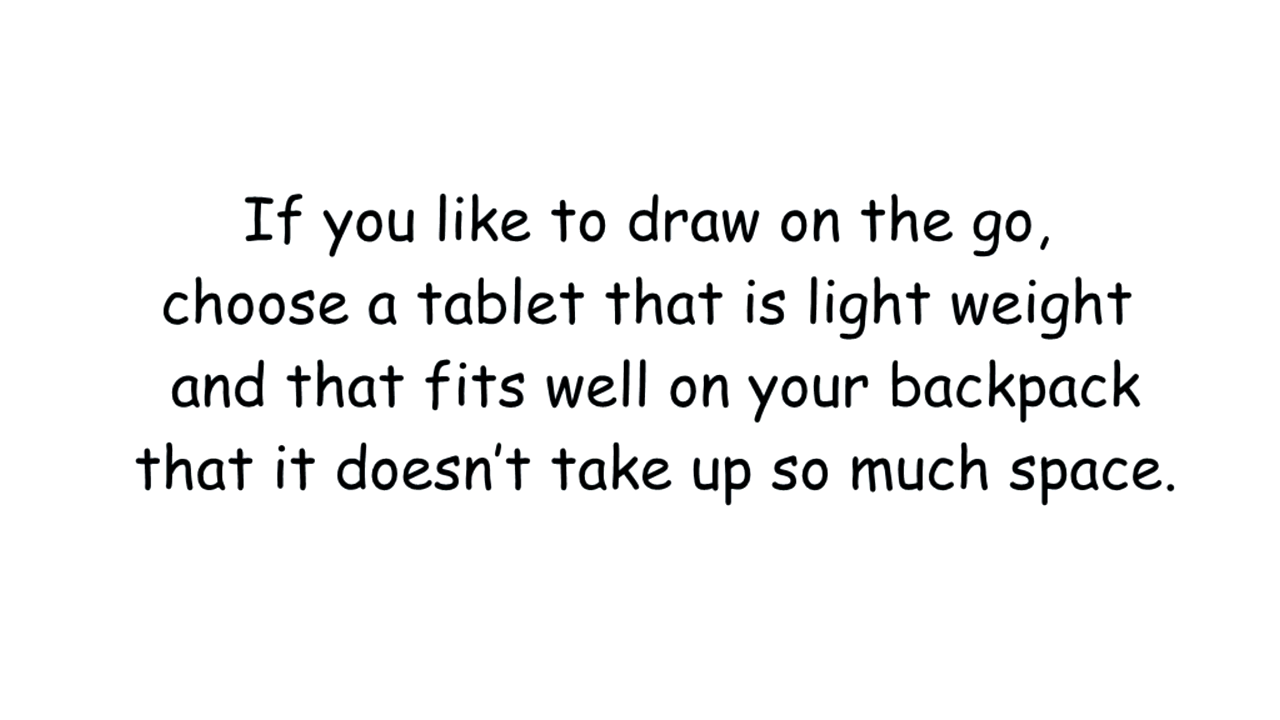 If you like to draw on the go,
choose a tablet that is light weight
and that fits well on your backpack
that it doesn't take up so much space.